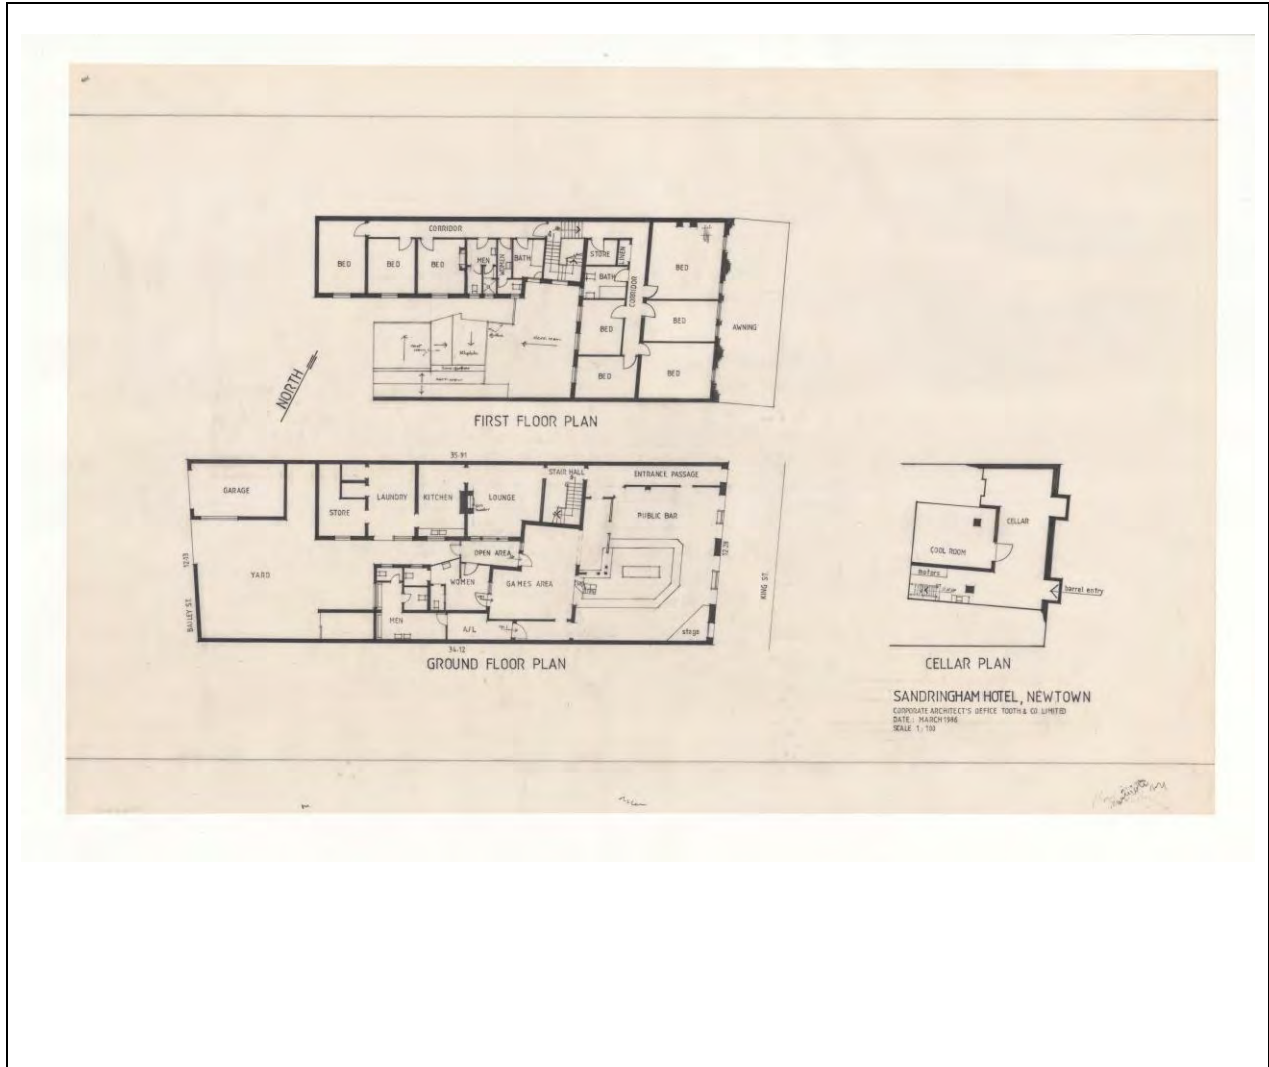 CORRIDOR
BED
BED
BED
MEN
WOMEN
BATH
STORE
LINEN
BATH
CORRIDOR
BED
BED
BED
BED
BED
AWNING
NORTH
FIRST FLOOR PLAN
35·91
GARAGE
STORE
LAUNDRY
KITCHEN
LOUNGE
STAIR HALL
ENTRANCE PASSAGE
PUBLIC BAR
OPEN AREA
YARD
WOMEN
GAMES AREA
MEN
A/L
stage
BAILEY ST.
KING ST.
34·12
GROUND FLOOR PLAN
CELLAR
COOL ROOM
motors
barrel entry
CELLAR PLAN
SANDRINGHAM HOTEL, NEWTOWN
CORPORATE ARCHITECT'S OFFICE TOOTH & CO. LIMITED
DATE : MARCH 1986
SCALE 1 : 100